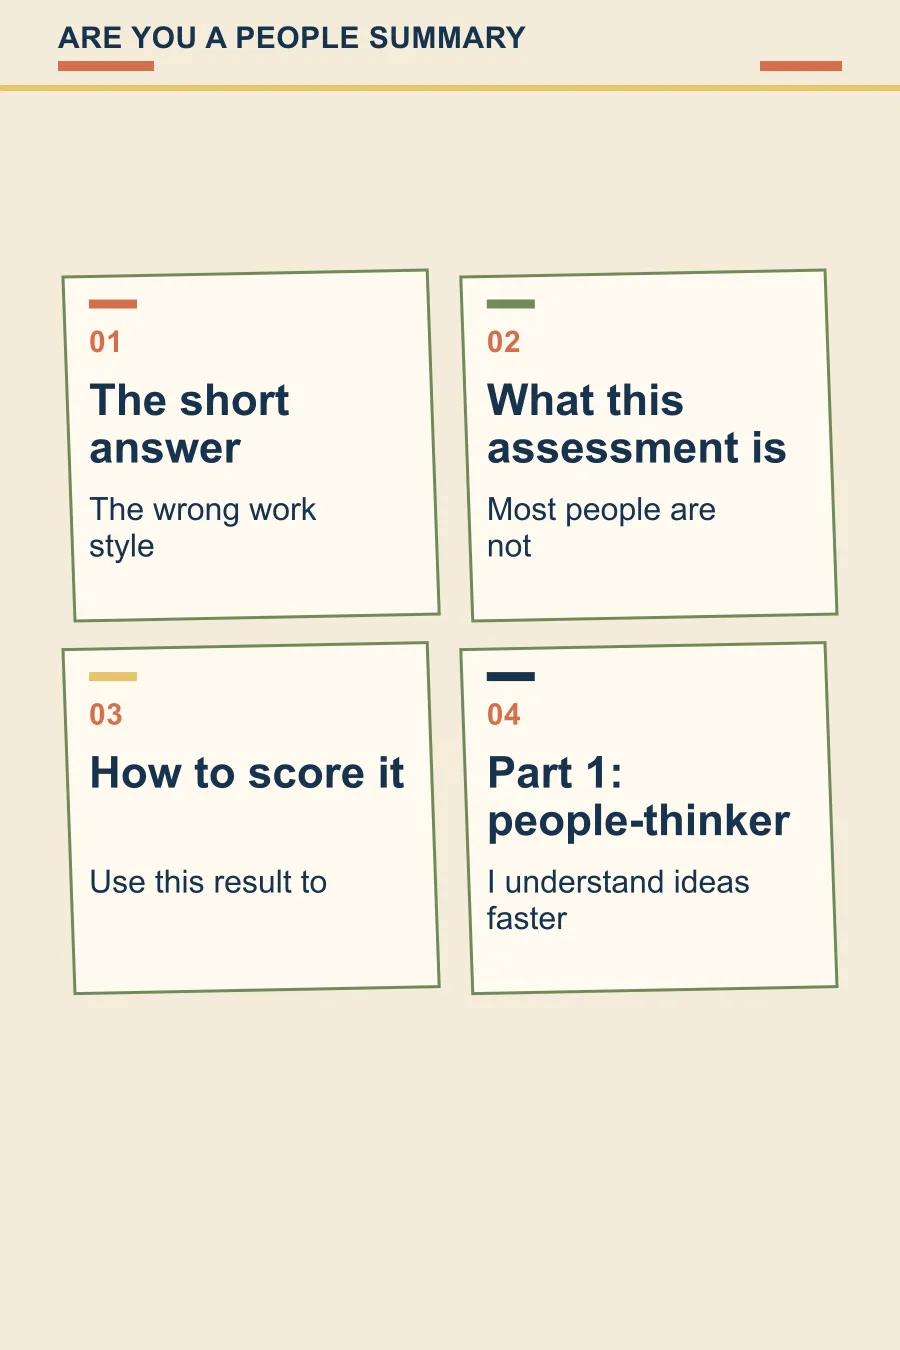 ARE YOU A PEOPLE SUMMARY
01
The short
answer
The wrong work
style
02
What this
assessment is
Most people are
not
03
How to score it
Use this result to
04
Part 1:
people-thinker
I understand ideas
faster